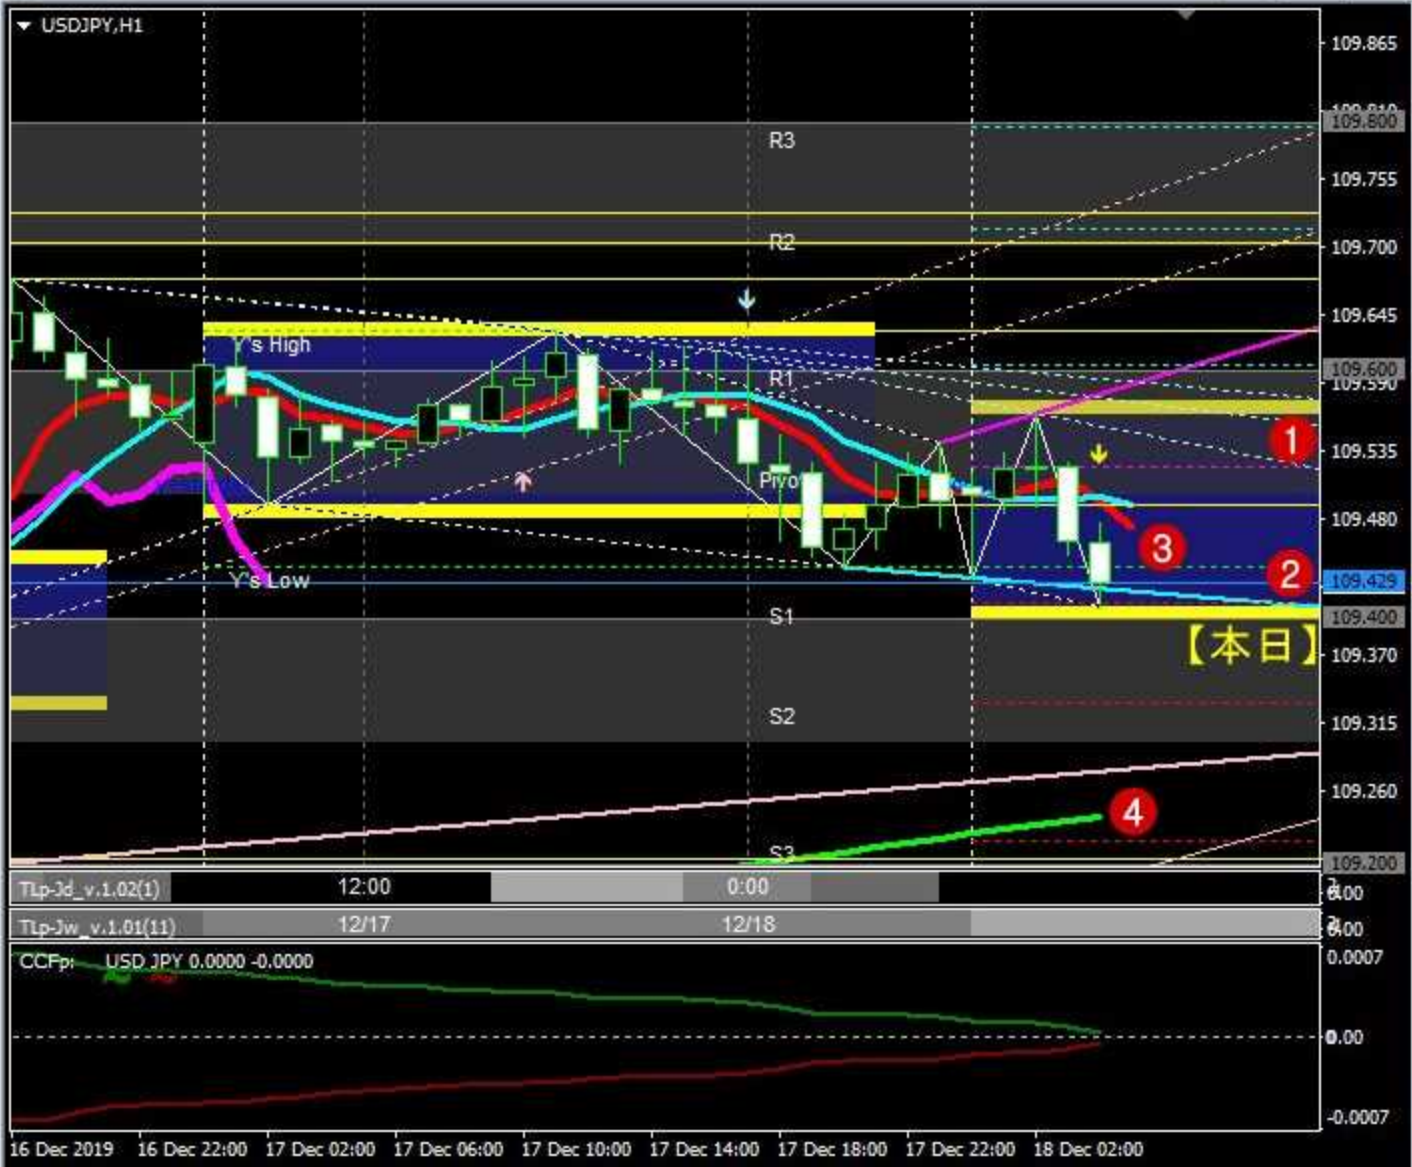 USDJPY,H1
109.865
109.800
R3
109.755
R2
109.700
109.645
Y's High
109.600
R1
109.590
1
109.535
Pivo
109.480
3
2
Y's Low
109.429
S1
109.400
【本日】
109.370
S2
109.315
109.260
4
S3
109.200
TLp-Jd_v.1.02(1)
12:00
0:00
TLp-Jw_v.1.01(11)
12/17
12/18
CCFp: USD JPY 0.0000 -0.0000
0.0007
0.00
-0.0007
16 Dec 2019
16 Dec 22:00
17 Dec 02:00
17 Dec 06:00
17 Dec 10:00
17 Dec 14:00
17 Dec 18:00
17 Dec 22:00
18 Dec 02:00